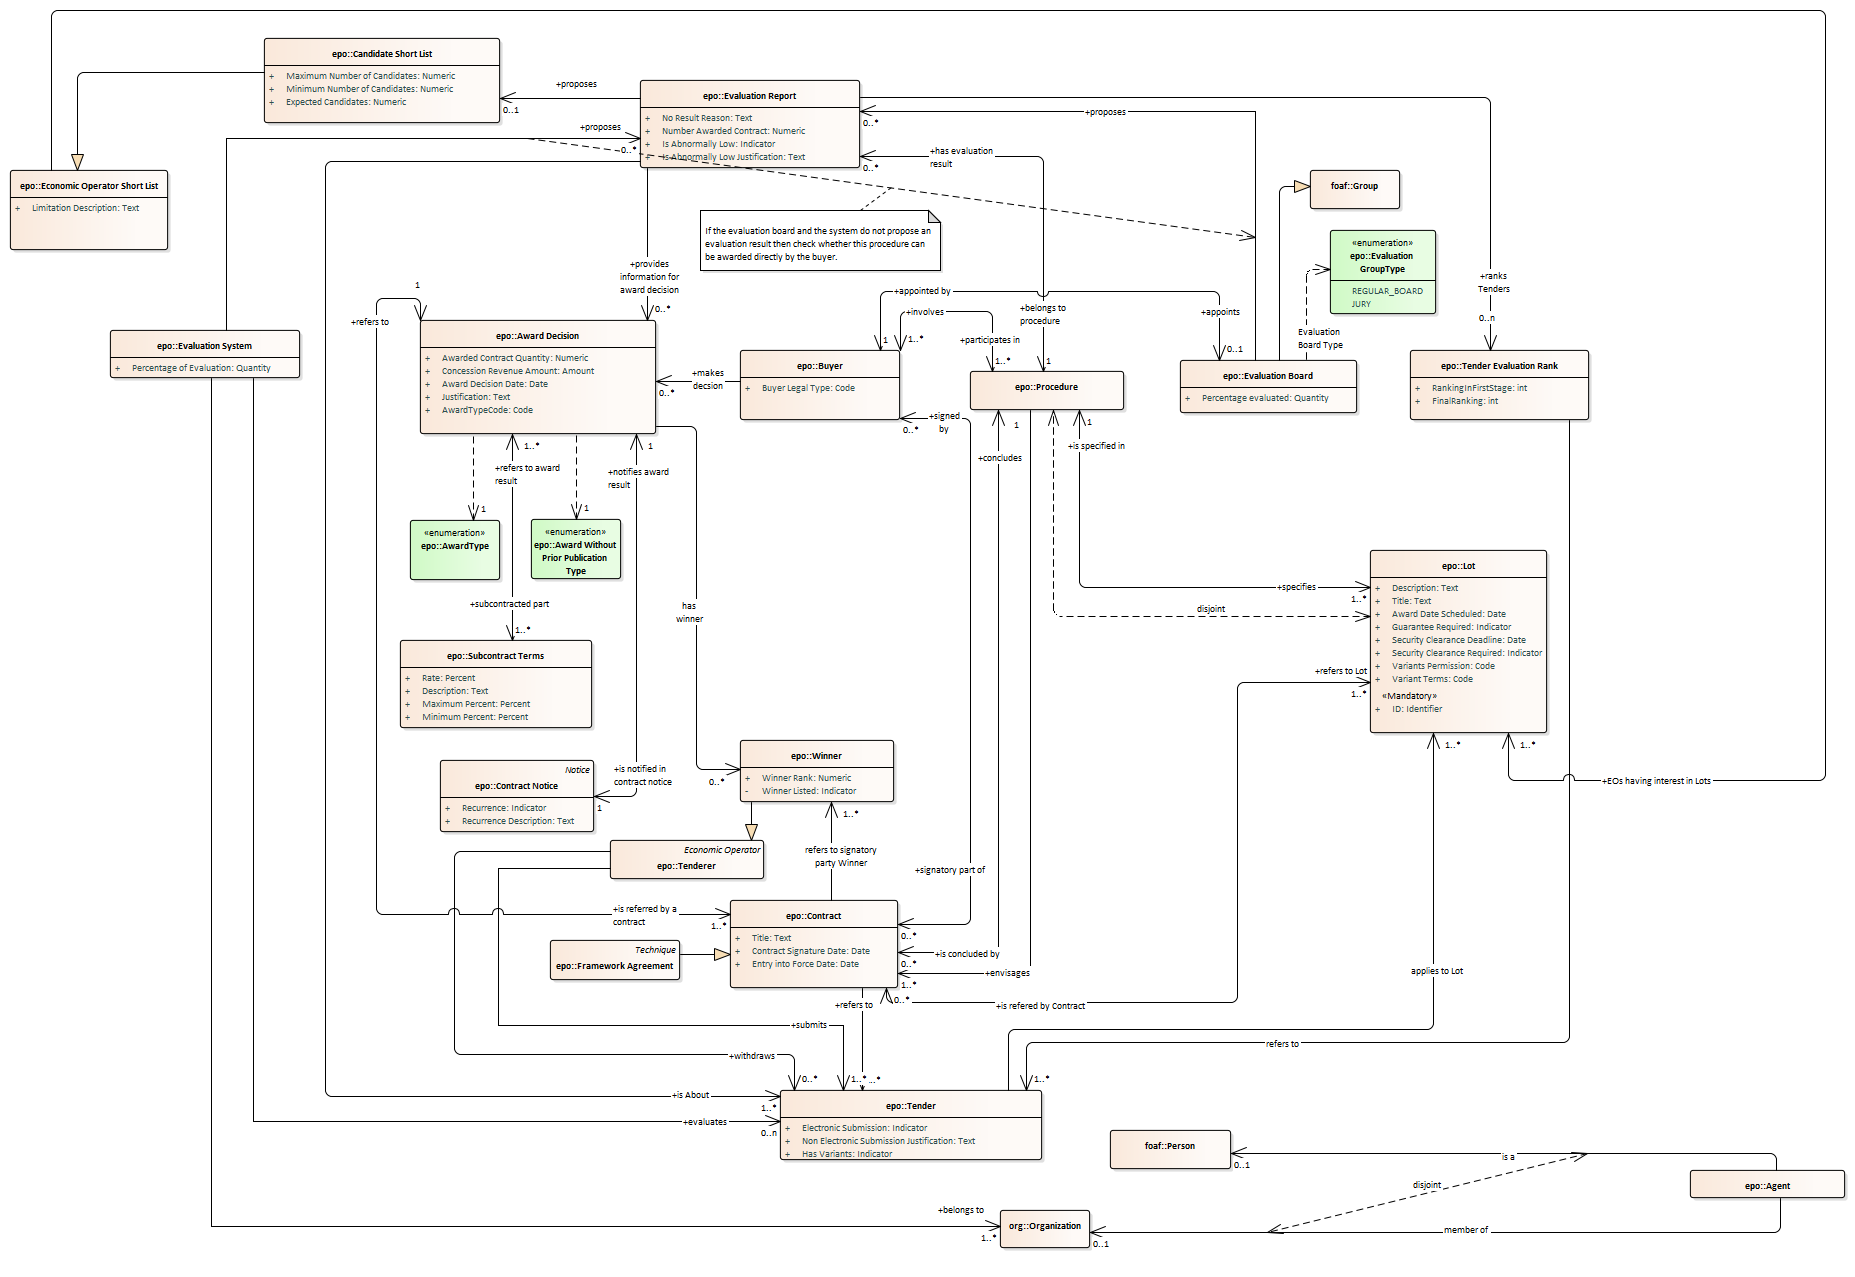 epo::Candidate Short List
+ Maximum Number of Candidates: Numeric
+ Minimum Number of Candidates: Numeric
+ Expected Candidates: Numeric
+proposes
0..1
epo::Evaluation Report
+ No Result Reason: Text
+ Number Awarded Contract: Numeric
+ Is Abnormally Low: Indicator
+ Is Abnormally Low Justification: Text
+proposes
0..*
+proposes
0..*
+has evaluation
result
0..*
epo::Economic Operator Short List
+ Limitation Description: Text
foaf::Group
If the evaluation board and the system do not propose an
evaluation result then check whether this procedure can
be awarded directly by the buyer.
«enumeration»
epo::Evaluation
GroupType
REGULAR_BOARD
JURY
+provides
information for
award decision
0..*
+ranks
Tenders
0..n
1
+refers to
+appointed by
1
+involves
1..*
+participates in
1..*
+belongs to
procedure
1
+appoints
0..1
Evaluation
Board Type
epo::Evaluation System
+ Percentage of Evaluation: Quantity
epo::Award Decision
+ Awarded Contract Quantity: Numeric
+ Concession Revenue Amount: Amount
+ Award Decision Date: Date
+ Justification: Text
+ AwardTypeCode: Code
+makes
decsion
0..*
epo::Buyer
+ Buyer Legal Type: Code
epo::Procedure
epo::Evaluation Board
+ Percentage evaluated: Quantity
epo::Tender Evaluation Rank
+ RankingInFirstStage: int
+ FinalRanking: int
+signed
by
0..*
1
+concludes
1
+is specified in
1..*
+refers to award
result
1
+notifies award
result
1
1
«enumeration»
epo::AwardType
«enumeration»
epo::Award Without
Prior Publication
Type
+subcontracted part
1..*
has
winner
epo::Subcontract Terms
+ Rate: Percent
+ Description: Text
+ Maximum Percent: Percent
+ Minimum Percent: Percent
+specifies
1..*
disjoint
epo::Lot
+ Description: Text
+ Title: Text
+ Award Date Scheduled: Date
+ Guarantee Required: Indicator
+ Security Clearance Deadline: Date
+ Security Clearance Required: Indicator
+ Variants Permission: Code
+ Variant Terms: Code
«Mandatory»
+ ID: Identifier
+refers to Lot
1..*
1..*
1..*
+EOs having interest in Lots
Notice
epo::Contract Notice
+ Recurrence: Indicator
+ Recurrence Description: Text
+is notified in
contract notice
1
0..*
epo::Winner
+ Winner Rank: Numeric
- Winner Listed: Indicator
1..*
refers to signatory
party Winner
Economic Operator
epo::Tenderer
+signatory part of
+is referred by a
contract
1..*
epo::Contract
+ Title: Text
+ Contract Signature Date: Date
+ Entry into Force Date: Date
0..*
+is concluded by
0..*
+envisages
1..*
Technique
epo::Framework Agreement
+refers to
0..*
+is refered by Contract
applies to Lot
+submits
+withdraws
refers to
0..*
1..*
...*
1..*
+is About
1..*
+evaluates
0..n
epo::Tender
+ Electronic Submission: Indicator
+ Non Electronic Submission Justification: Text
+ Has Variants: Indicator
foaf::Person
0..1
is a
disjoint
epo::Agent
+belongs to
1..*
org::Organization
0..1
member of